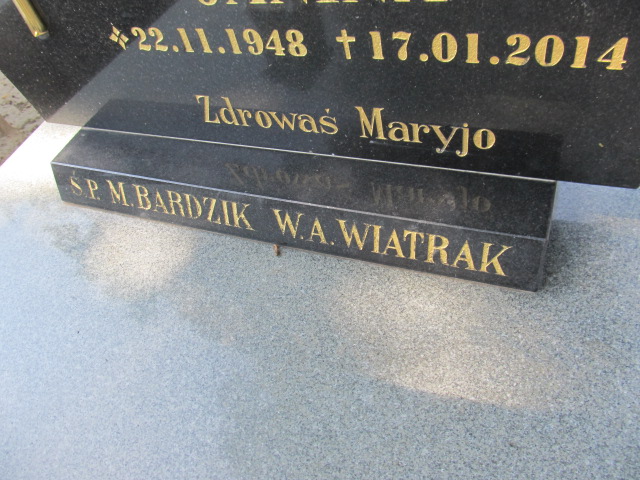 22.11.1948 17.01.2014
Zdrowaś Maryjo
Ś.P. M.BARDZIK W.A.WIATRAK